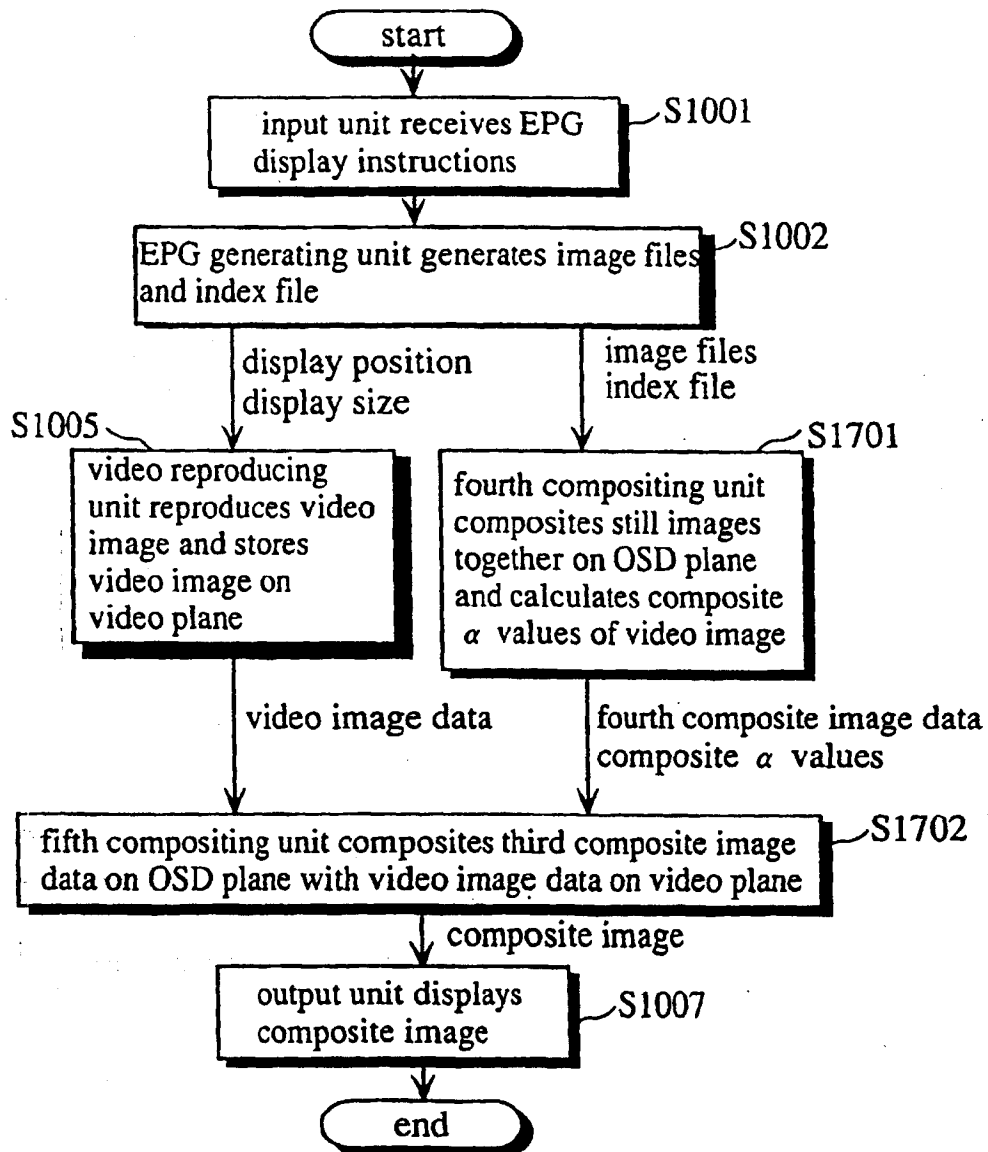 start
S1001
input unit receives EPG
display instructions
S1002
EPG generating unit generates image files
and index file
display position
display size
image files
index file
S1005
video reproducing
unit reproduces video
image and stores
video image on
video plane
S1701
fourth compositing unit
composites still images
together on OSD plane
and calculates composite
α values of video image
video image data
fourth composite image data
composite α values
S1702
fifth compositing unit composites third composite image
data on OSD plane with video image data on video plane
composite image
output unit displays
composite image
S1007
end